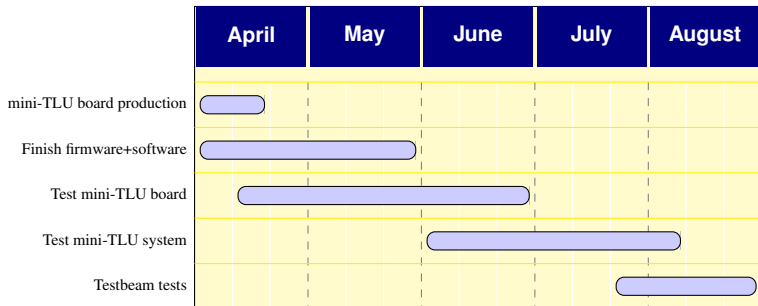 April May June July August
mini-TLU board production
Finish firmware+software
Test mini-TLU board
Test mini-TLU system
Testbeam tests